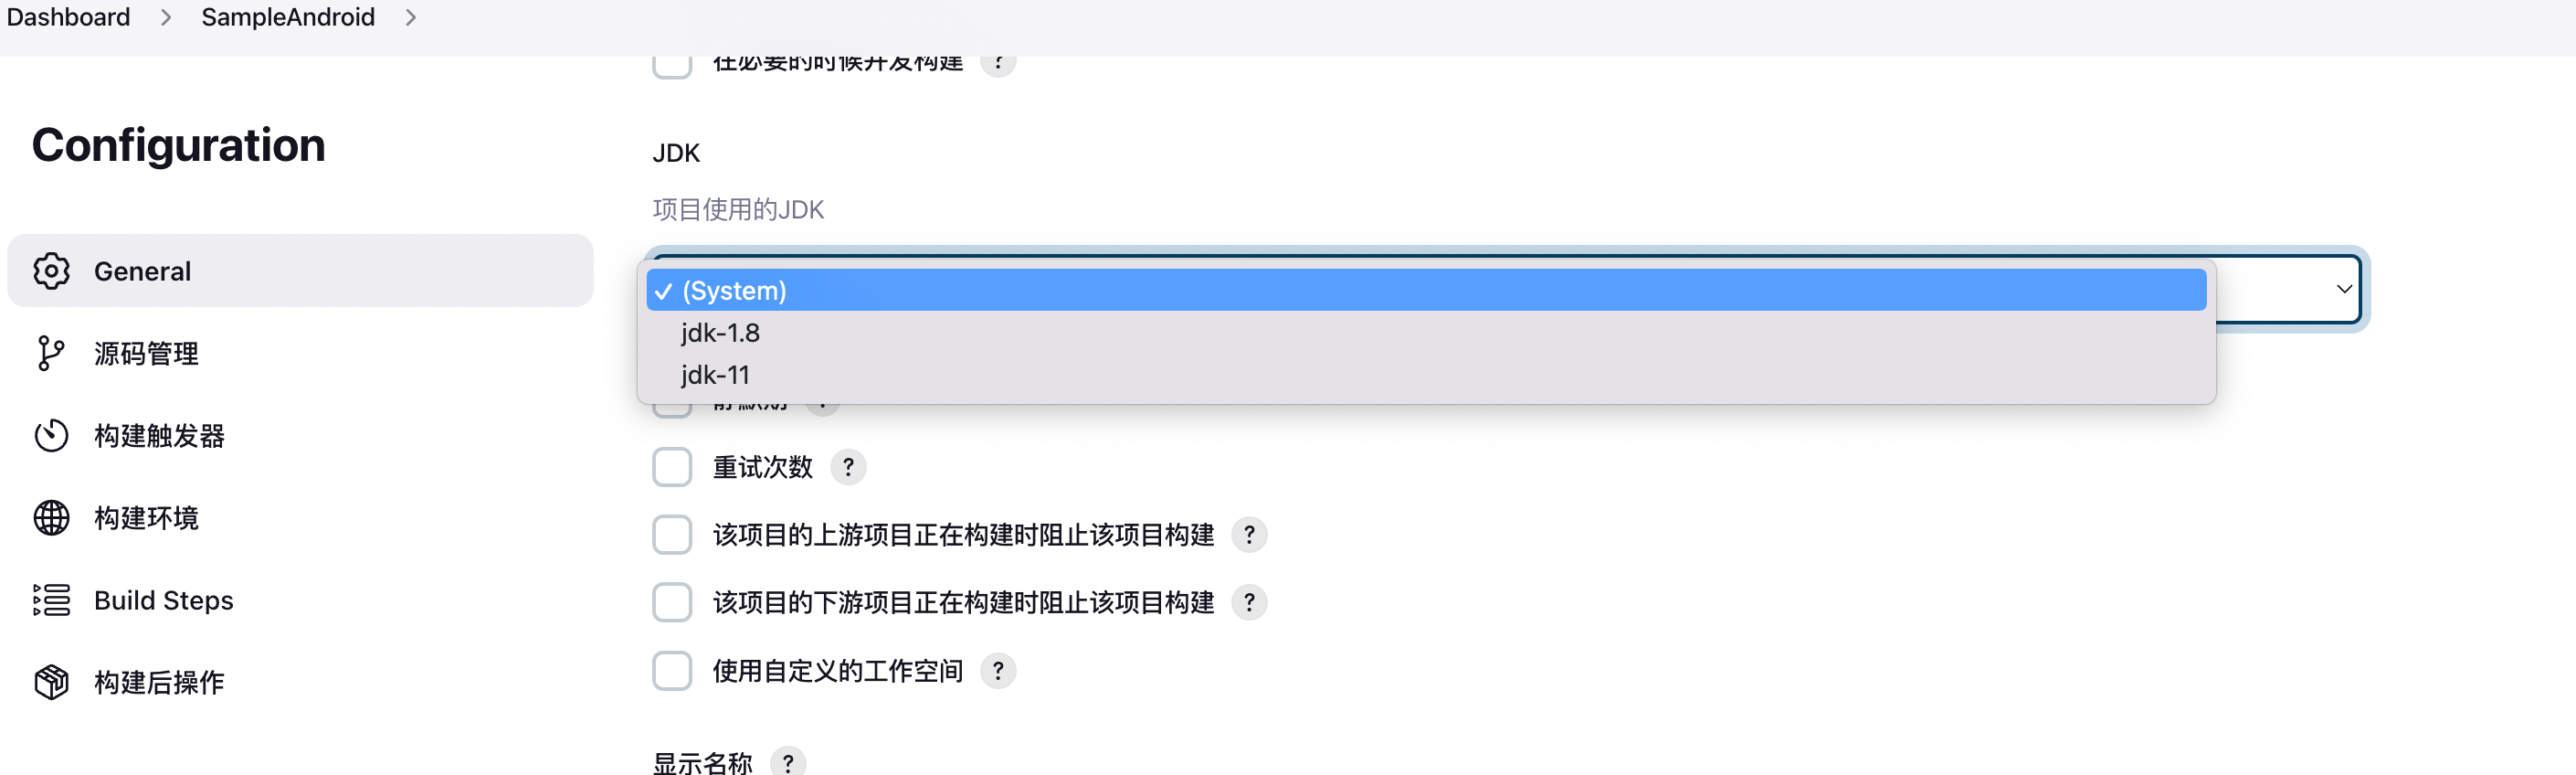 Dashboard > SampleAndroid >
Configuration
General
源码管理
构建触发器
构建环境
Build Steps
构建后操作
在必要的时候并发构建 ?
JDK
项目使用的JDK
✓ (System)
jdk-1.8
jdk-11
重试次数 ?
该项目的上游项目正在构建时阻止该项目构建 ?
该项目的下游项目正在构建时阻止该项目构建 ?
使用自定义的工作空间 ?
显示名称 ?